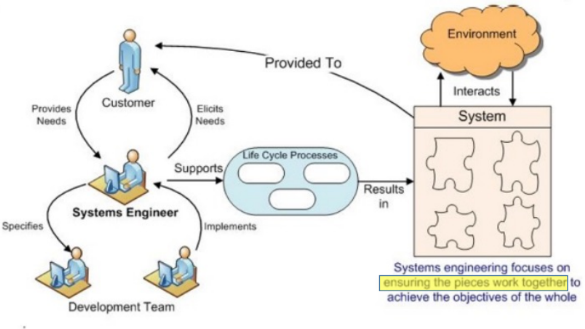 Environment
Provided To
Customer
Interacts
Provides
Needs
Elicits
Needs
System
Supports
Life Cycle Processes
Results
in
Systems Engineer
Specifies
Implements
Development Team
Systems engineering focuses on
ensuring the pieces work together to
achieve the objectives of the whole